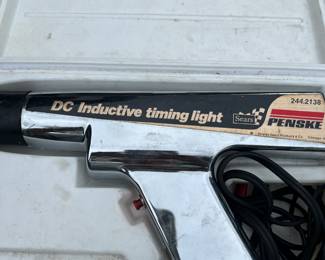 DC Inductive timing light
Sears
244.2138
PENSKE